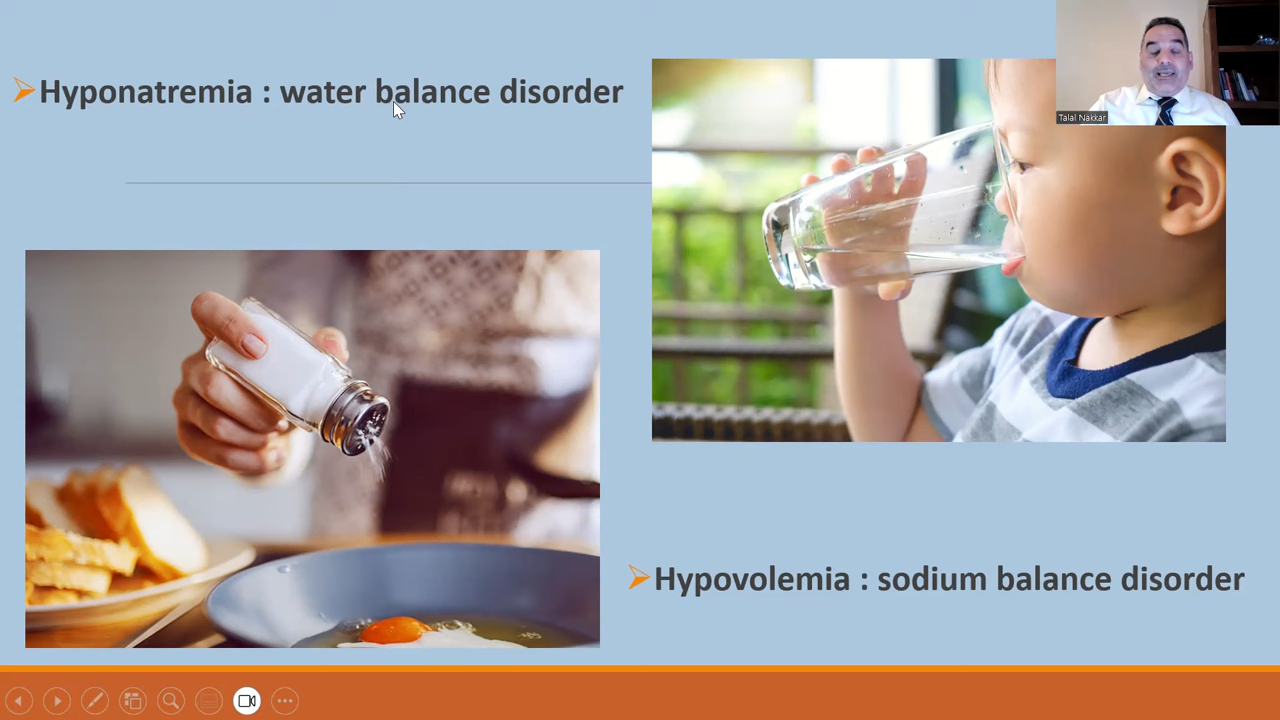 Hyponatremia : water balance disorder
Talal Nakkar
Hypovolemia : sodium balance disorder